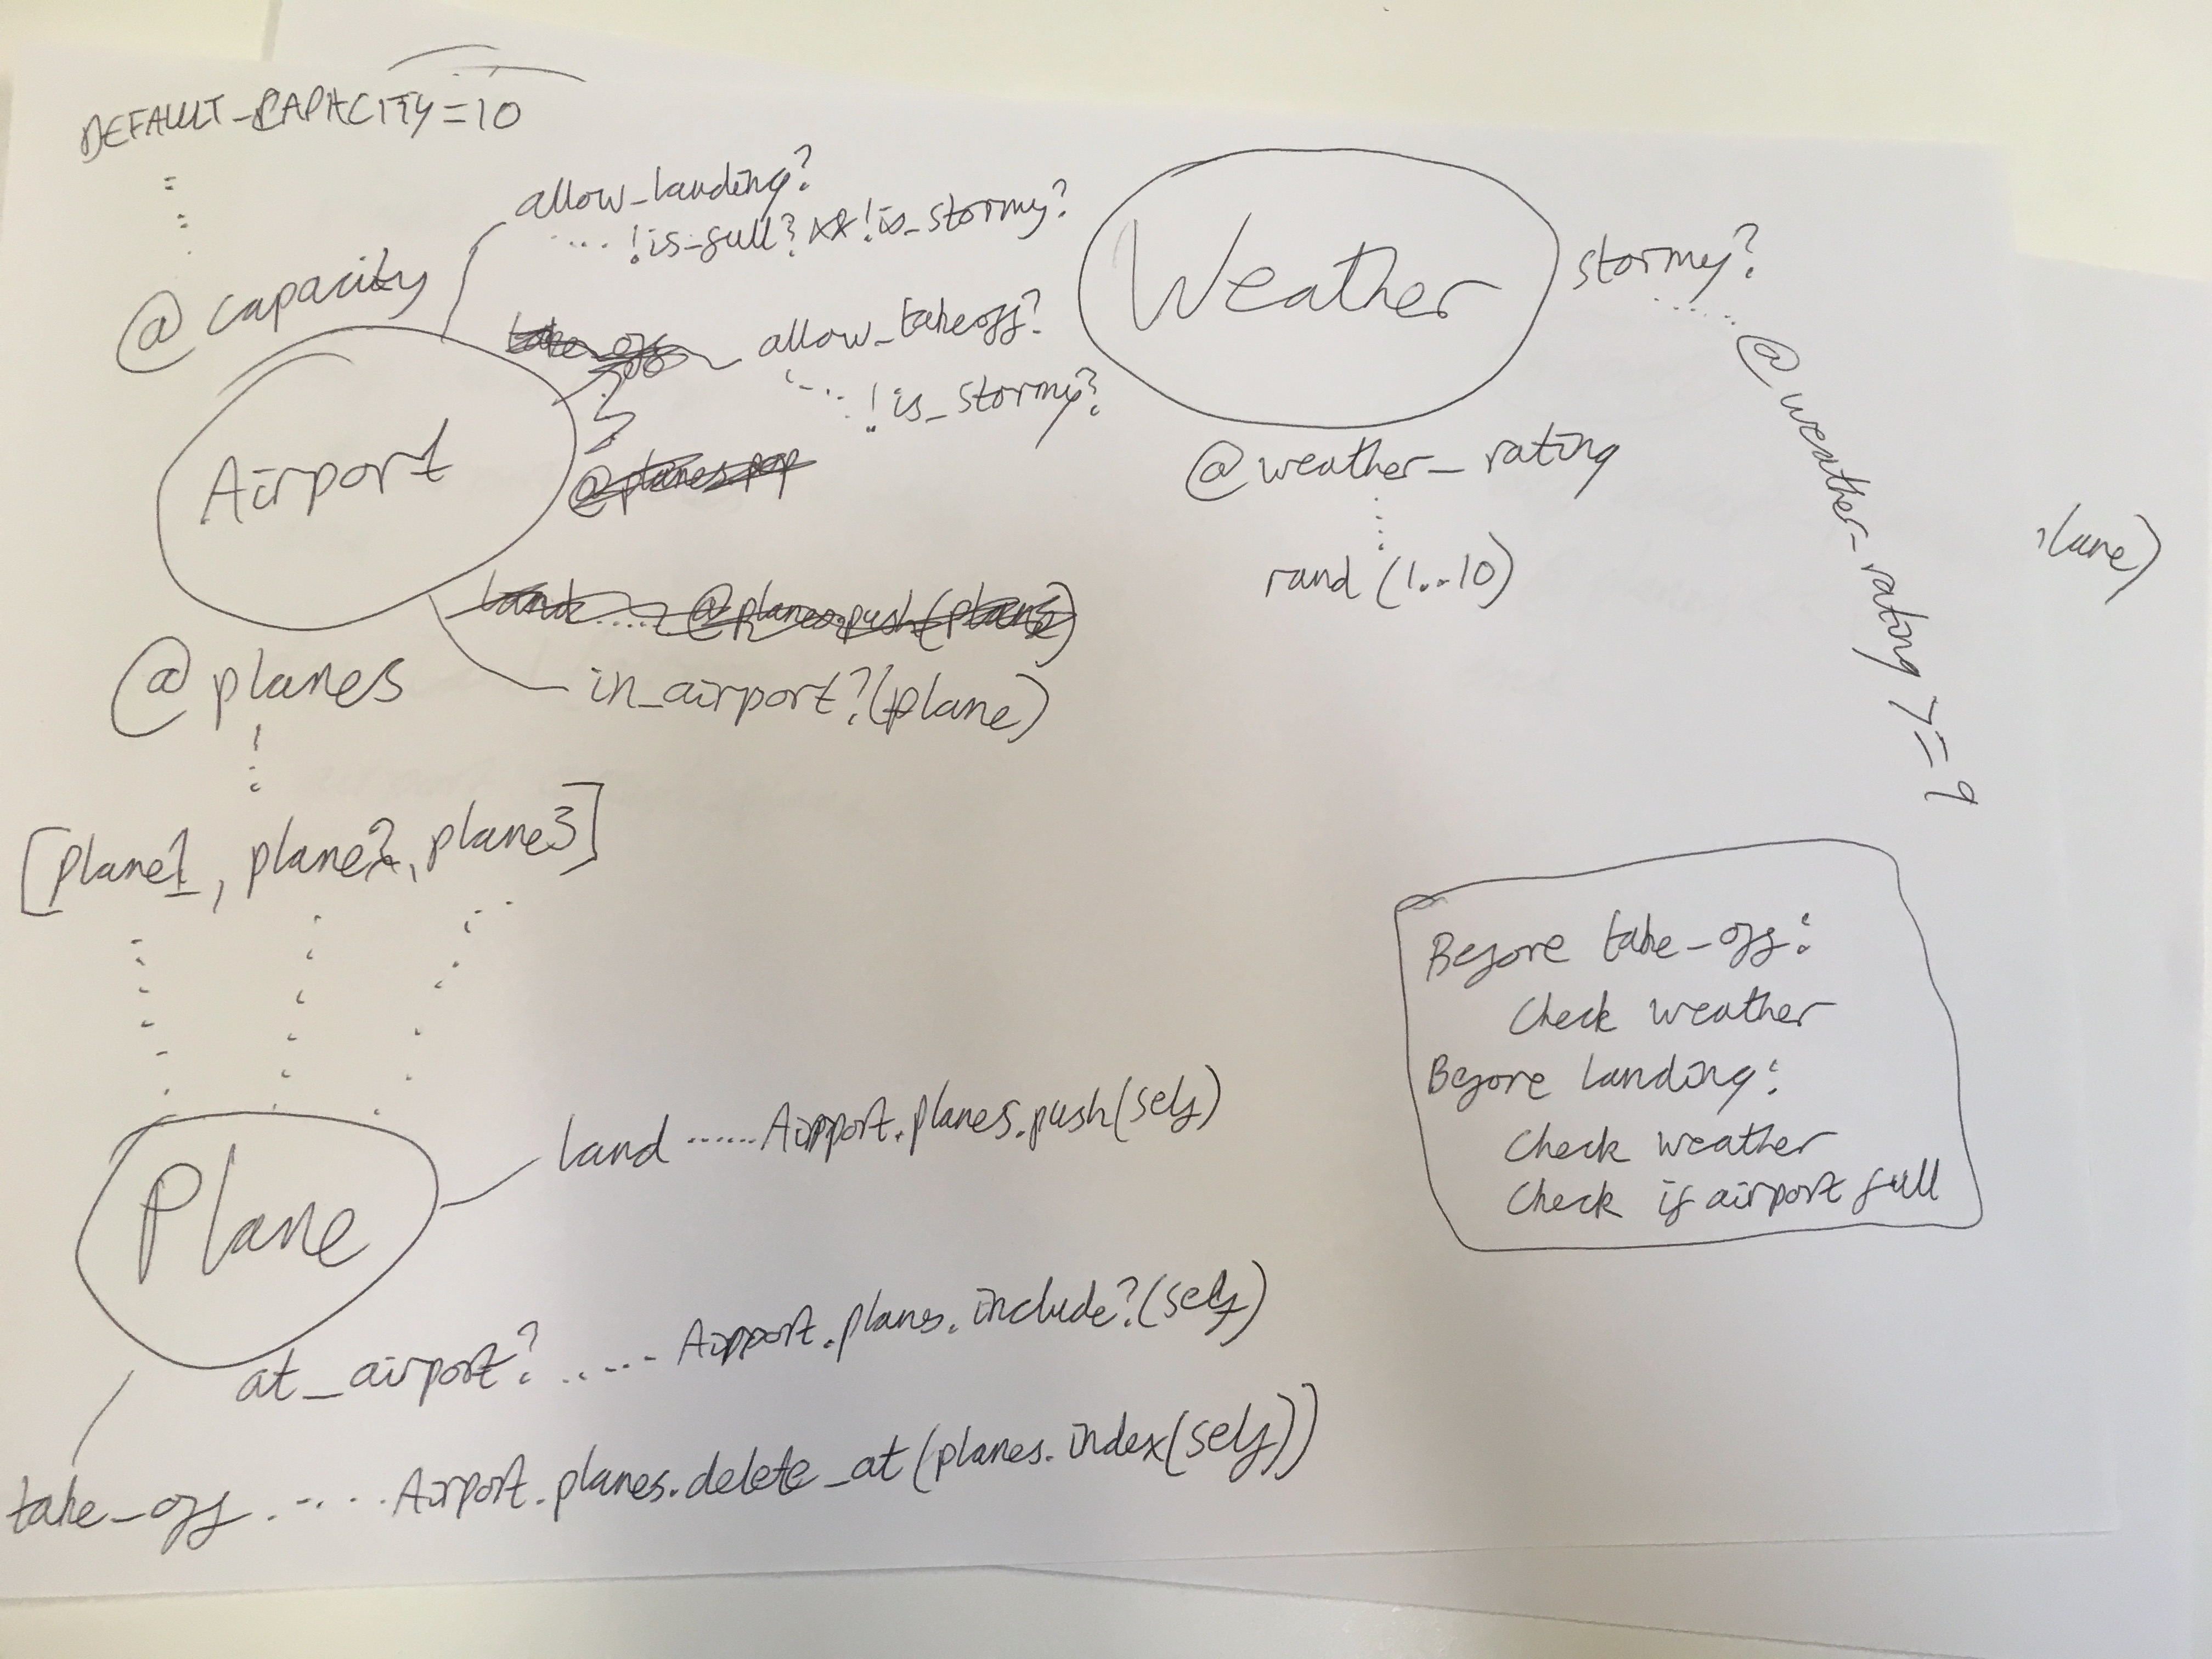 DEFAULT_CAPACITY=10
@capacity
allow_landing?
!is_full? && !is_stormy?
take_off
allow_takeoff?
!is_stormy?
Airport
@planes.pop
land @planes.push(plane)
in_airport?(plane)
@planes
[plane1, plane2, plane3]
Weather
stormy?
@weather_rating >= 9
@weather_rating
rand (1..10)
lane)
Before take_off:
Check weather
Before landing:
Check weather
Check if airport full
Plane
land ...... Airport.planes.push(self)
at_airport? ...... Airport.planes.include?(self)
take_off ..... Airport.planes.delete_at(planes.index(self))